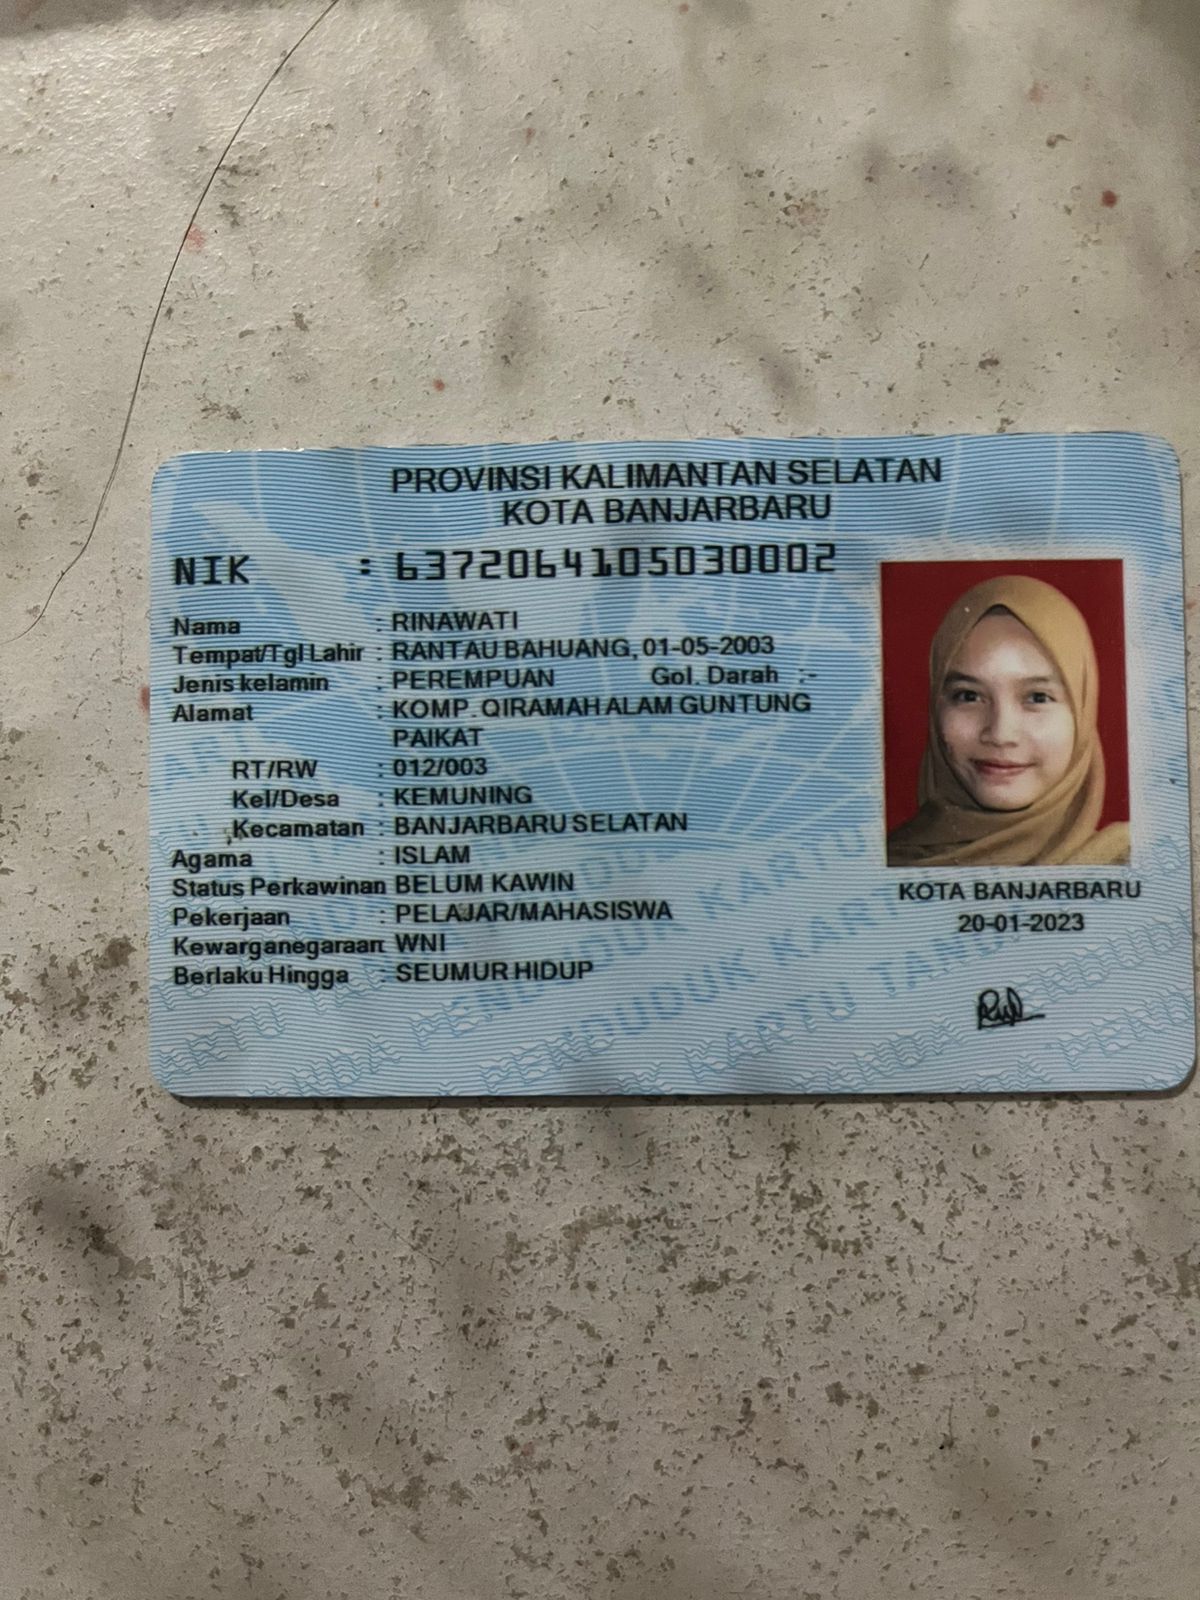 PROVINSI KALIMANTAN SELATAN
KOTA BANJARBARU
NIK : 6372064105030002
Nama : RINAWATI
Tempat/Tgl Lahir : RANTAU BAHUANG, 01-05-2003
Jenis kelamin : PEREMPUAN Gol. Darah :-
Alamat : KOMP. QIRAMAH ALAM GUNTUNG
PAIKAT
RT/RW : 012/003
Kel/Desa : KEMUNING
Kecamatan : BANJARBARU SELATAN
Agama : ISLAM
Status Perkawinan BELUM KAWIN
Pekerjaan : PELAJAR/MAHASISWA
Kewarganegaraan: WNI
Berlaku Hingga : SEUMUR HIDUP
KOTA BANJARBARU
20-01-2023